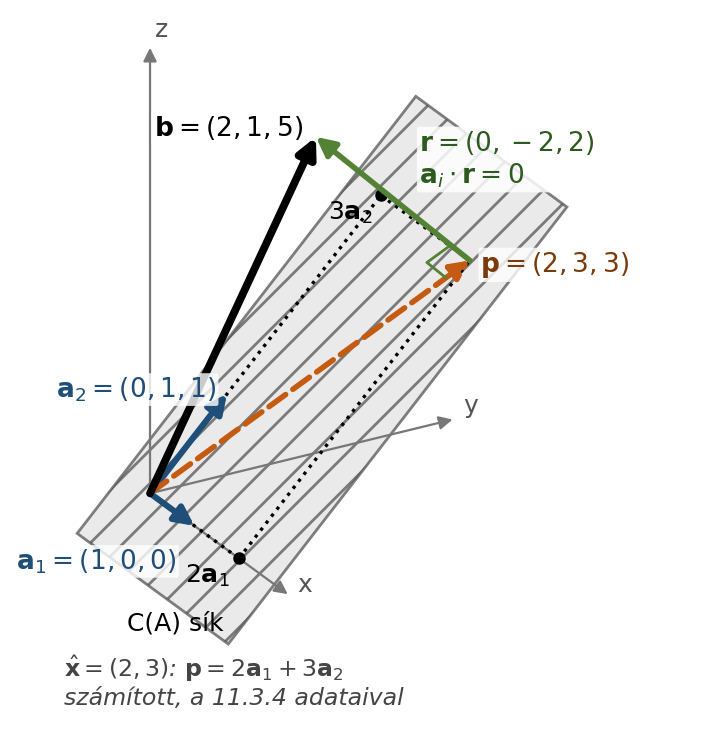 z
𝐛 = (2, 1, 5)
𝐫 = (0, −2, 2)
𝐚ᵢ · 𝐫 = 0
3𝐚₂
𝐩 = (2, 3, 3)
𝐚₂ = (0, 1, 1)
y
𝐚₁ = (1, 0, 0)
2𝐚₁
x
C(A) sík
𝐱̂ = (2, 3): 𝐩 = 2𝐚₁ + 3𝐚₂
számított, a 11.3.4 adataival